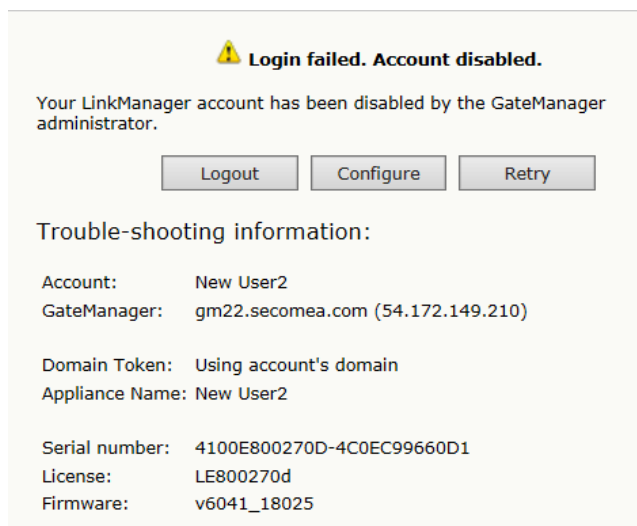 Login failed. Account disabled.
Your LinkManager account has been disabled by the GateManager
administrator.
Logout Configure Retry
Trouble-shooting information:
Account: New User2
GateManager: gm22.secomea.com (54.172.149.210)
Domain Token: Using account's domain
Appliance Name: New User2
Serial number: 4100E800270D-4C0EC99660D1
License: LE800270d
Firmware: v6041_18025